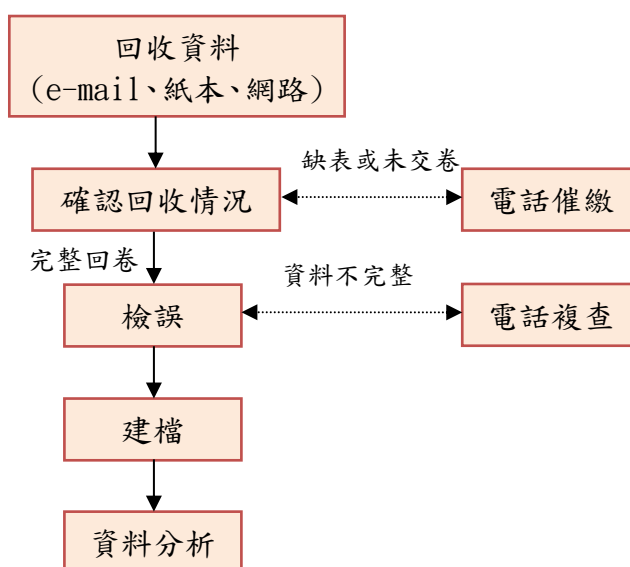 回收資料
(e-mail、紙本、網路)
缺表或未交卷
確認回收情況
電話催繳
完整回卷
資料不完整
檢誤
電話複查
建檔
資料分析